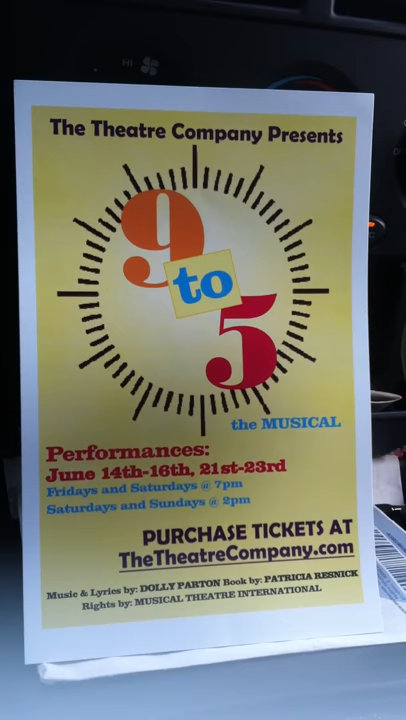 HI
The Theatre Company Presents
9
to
5
the MUSICAL
Performances:
June 14th-16th, 21st-23rd
Fridays and Saturdays @ 7pm
Saturdays and Sundays @ 2pm
PURCHASE TICKETS AT
TheTheatreCompany.com
Music & Lyrics by: DOLLY PARTON Book by: PATRICIA RESNICK
Rights by: MUSICAL THEATRE INTERNATIONAL